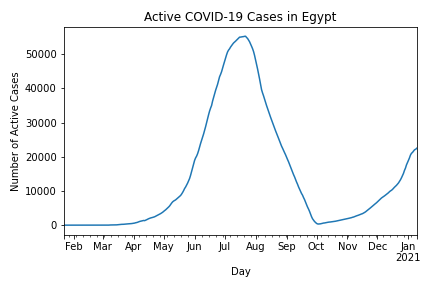 Active COVID-19 Cases in Egypt
Number of Active Cases
50000
40000
30000
20000
10000
0
Feb Mar Apr May Jun Jul Aug Sep Oct Nov Dec Jan
2021
Day